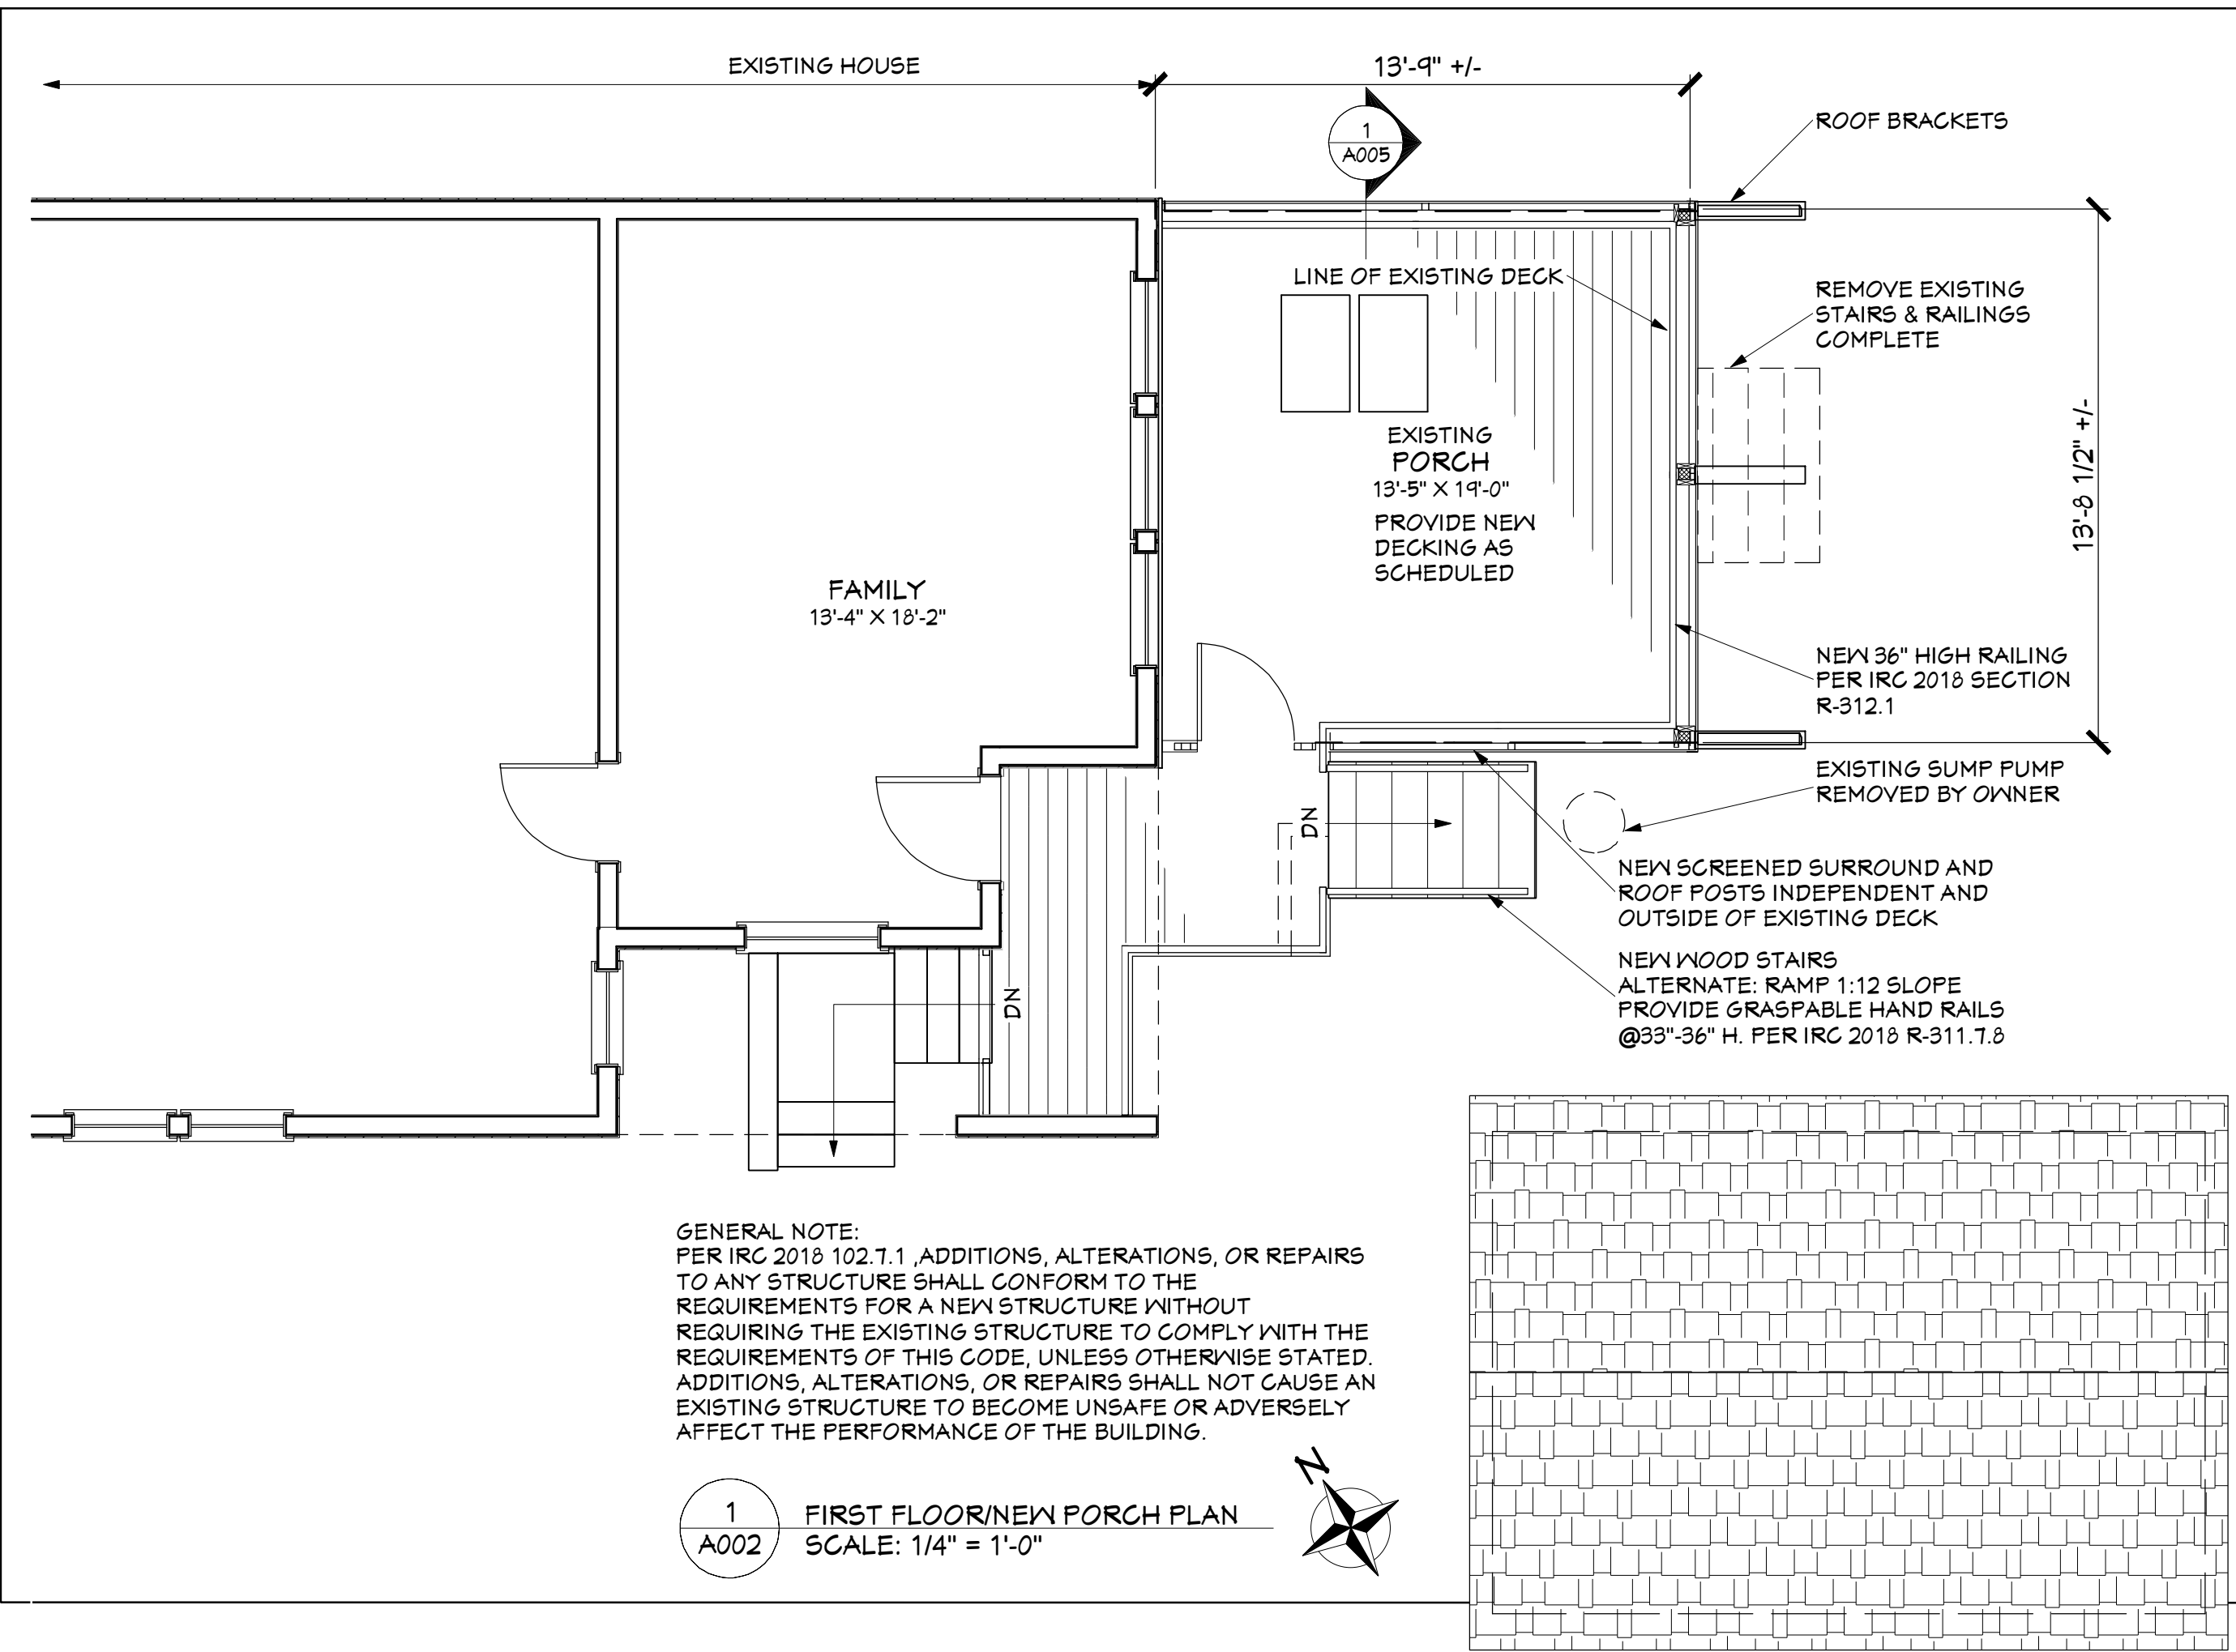 EXISTING HOUSE
13'-9" +/-
1
A005
ROOF BRACKETS
LINE OF EXISTING DECK
REMOVE EXISTING
STAIRS & RAILINGS
COMPLETE
EXISTING
PORCH
13'-5" X 19'-0"
PROVIDE NEW
DECKING AS
SCHEDULED
13'-8 1/2" +/-
FAMILY
13'-4" X 18'-2"
NEW 36" HIGH RAILING
PER IRC 2018 SECTION
R-312.1
EXISTING SUMP PUMP
REMOVED BY OWNER
DN
NEW SCREENED SURROUND AND
ROOF POSTS INDEPENDENT AND
OUTSIDE OF EXISTING DECK
DN
NEW WOOD STAIRS
ALTERNATE: RAMP 1:12 SLOPE
PROVIDE GRASPABLE HAND RAILS
@33"-36" H. PER IRC 2018 R-311.7.8
GENERAL NOTE:
PER IRC 2018 102.7.1 ,ADDITIONS, ALTERATIONS, OR REPAIRS
TO ANY STRUCTURE SHALL CONFORM TO THE
REQUIREMENTS FOR A NEW STRUCTURE WITHOUT
REQUIRING THE EXISTING STRUCTURE TO COMPLY WITH THE
REQUIREMENTS OF THIS CODE, UNLESS OTHERWISE STATED.
ADDITIONS, ALTERATIONS, OR REPAIRS SHALL NOT CAUSE AN
EXISTING STRUCTURE TO BECOME UNSAFE OR ADVERSELY
AFFECT THE PERFORMANCE OF THE BUILDING.
N
1
A002
FIRST FLOOR/NEW PORCH PLAN
SCALE: 1/4" = 1'-0"